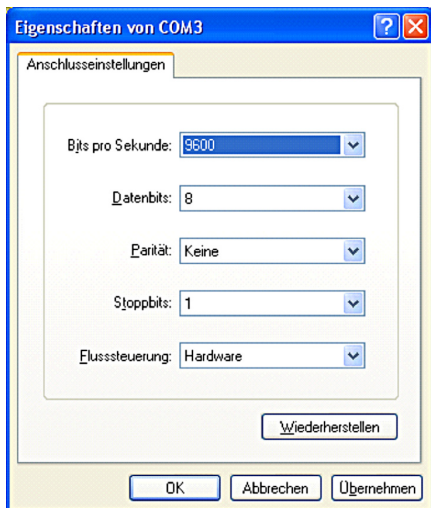 Eigenschaften von COM3
Anschlusseinstellungen
Bits pro Sekunde: 9600
Datenbits: 8
Parität: Keine
Stoppbits: 1
Flusssteuerung: Hardware
Wiederherstellen
OK Abbrechen Übernehmen